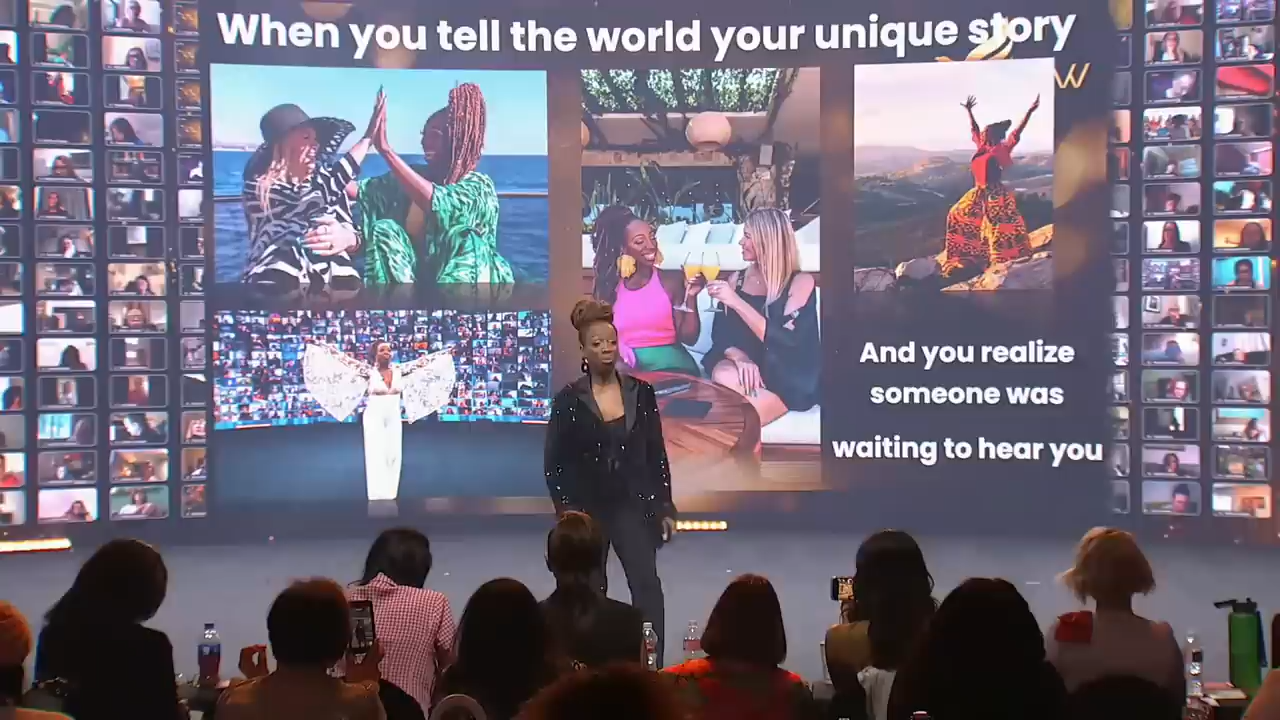 When you tell the world your unique story
W
And you realize
someone was
waiting to hear you